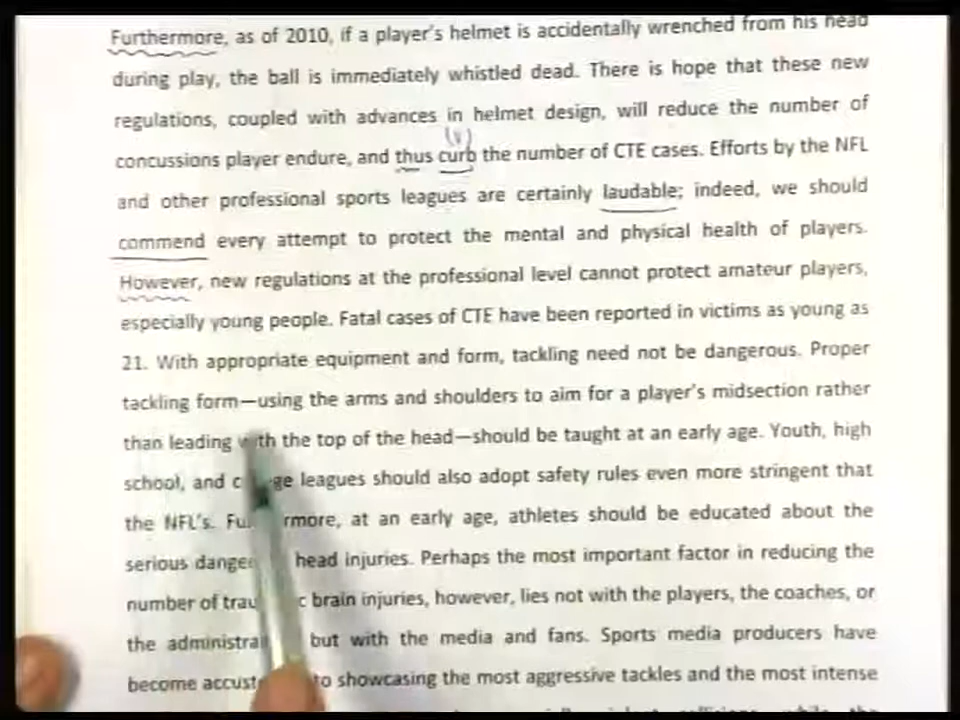 Furthermore, as of 2010, if a player's helmet is accidentally wrenched from his head
during play, the ball is immediately whistled dead. There is hope that these new
regulations, coupled with advances in helmet design, will reduce the number of
(v)
concussions player endure, and thus curb the number of CTE cases. Efforts by the NFL
and other professional sports leagues are certainly laudable; indeed, we should
commend every attempt to protect the mental and physical health of players.
However, new regulations at the professional level cannot protect amateur players,
especially young people. Fatal cases of CTE have been reported in victims as young as
21. With appropriate equipment and form, tackling need not be dangerous. Proper
tackling form—using the arms and shoulders to aim for a player's midsection rather
than leading with the top of the head—should be taught at an early age. Youth, high
school, and leagues should also adopt safety rules even more stringent that
the NFL's. at an early age, athletes should be educated about the
serious head injuries. Perhaps the most important factor in reducing the
number of brain injuries, however, lies not with the players, the coaches, or
the but with the media and fans. Sports media producers have
become to showcasing the most aggressive tackles and the most intense